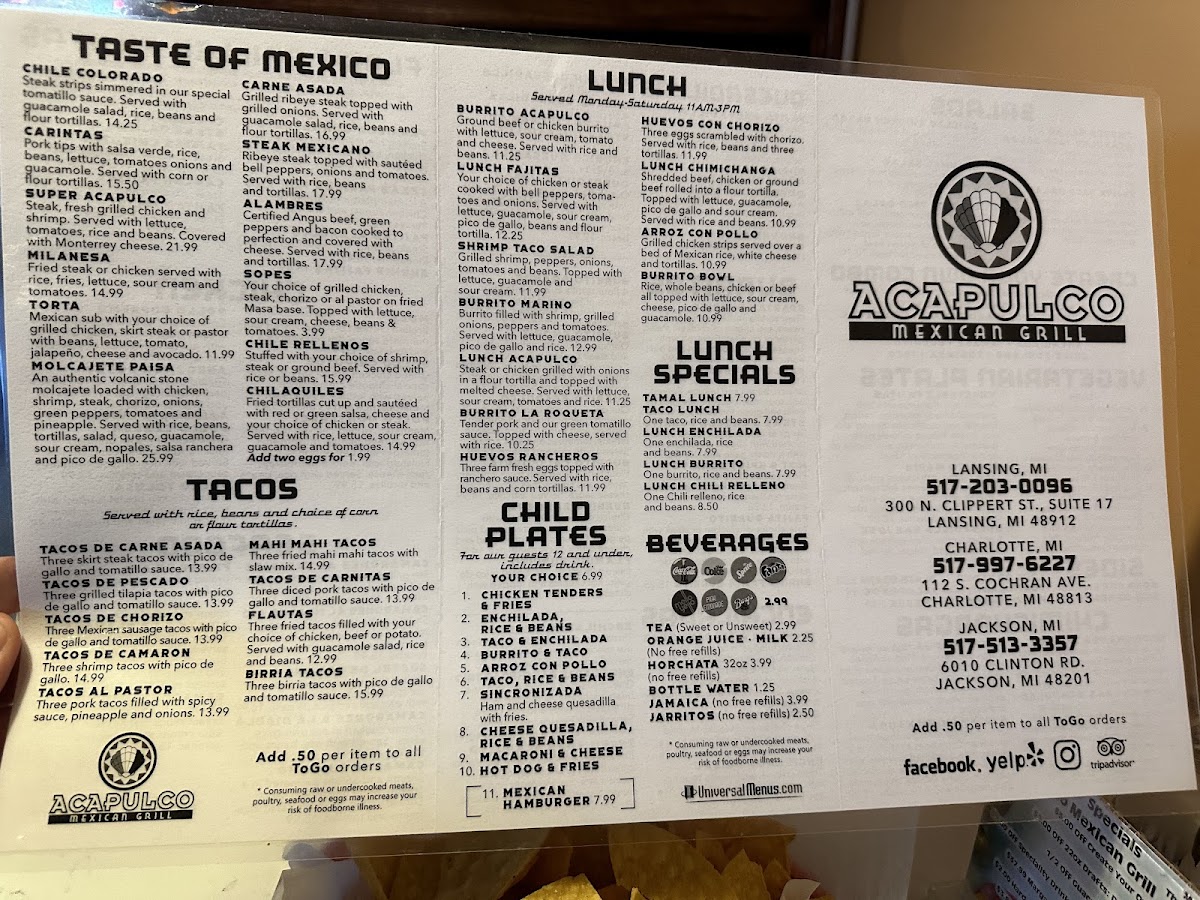 TASTE OF MEXICO
CHILE COLORADO
Steak strips simmered in our special
tomatillo sauce. Served with
guacamole salad, rice, beans and
flour tortillas. 14.25
CARINTAS
Pork tips with salsa verde, rice,
beans, lettuce, tomatoes onions and
guacamole. Served with corn or
flour tortillas. 15.50
SUPER ACAPULCO
Steak, fresh grilled chicken and
shrimp. Served with lettuce,
tomatoes, rice and beans. Covered
with Monterrey cheese. 21.99
MILANESA
Fried steak or chicken served with
rice, fries, lettuce, sour cream and
tomatoes. 14.99
TORTA
Mexican sub with your choice of
grilled chicken, skirt steak or pastor
with beans, lettuce, tomato,
jalapeño, cheese and avocado. 11.99
MOLCAJETE PAISA
An authentic volcanic stone
molcajete loaded with chicken,
shrimp, steak, chorizo, onions,
green peppers, tomatoes and
pineapple. Served with rice, beans,
tortillas, salad, queso, guacamole,
sour cream, nopales, salsa ranchera
and pico de gallo. 25.99
CARNE ASADA
Grilled ribeye steak topped with
grilled onions. Served with
guacamole salad, rice, beans and
flour tortillas. 16.99
STEAK MEXICANO
Ribeye steak topped with sautéed
bell peppers, onions and tomatoes.
Served with rice, beans
and tortillas. 17.99
ALAMBRES
Certified Angus beef, green
peppers and bacon cooked to
perfection and covered with
cheese. Served with rice, beans
and tortillas. 17.99
SOPES
Your choice of grilled chicken,
steak, chorizo or al pastor on fried
Masa base. Topped with lettuce,
sour cream, cheese, beans &
tomatoes. 3.99
CHILE RELLENOS
Stuffed with your choice of shrimp,
steak or ground beef. Served with
rice or beans. 15.99
CHILAQUILES
Fried tortillas cut up and sautéed
with red or green salsa, cheese and
your choice of chicken or steak.
Served with rice, lettuce, sour cream,
guacamole and tomatoes. 14.99
Add two eggs for 1.99
TACOS
Served with rice, beans and choice of corn
or flour tortillas.
TACOS DE CARNE ASADA
Three skirt steak tacos with pico de
gallo and tomatillo sauce. 13.99
TACOS DE PESCADO
Three grilled tilapia tacos with pico
de gallo and tomatillo sauce. 13.99
TACOS DE CHORIZO
Three Mexican sausage tacos with pico
de gallo and tomatillo sauce. 13.99
TACOS DE CAMARON
Three shrimp tacos with pico de
gallo. 14.99
TACOS AL PASTOR
Three pork tacos filled with spicy
sauce, pineapple and onions. 13.99
MAHI MAHI TACOS
Three fried mahi mahi tacos with
slaw mix. 14.99
TACOS DE CARNITAS
Three diced pork tacos with pico de
gallo and tomatillo sauce. 13.99
FLAUTAS
Three fried tacos filled with your
choice of chicken, beef or potato.
Served with guacamole salad, rice
and beans. 12.99
BIRRIA TACOS
Three birria tacos with pico de gallo
and tomatillo sauce. 15.99
ACAPULCO
MEXICAN GRILL
Add .50 per item to all
ToGo orders
* Consuming raw or undercooked meats,
poultry, seafood or eggs may increase your
risk of foodborne illness.
LUNCH
Served Monday-Saturday 11AM-3PM
BURRITO ACAPULCO
Ground beef or chicken burrito
with lettuce, sour cream, tomato
and cheese. Served with rice and
beans. 11.25
LUNCH FAJITAS
Your choice of chicken or steak
cooked with bell peppers, toma-
toes and onions. Served with
lettuce, guacamole, sour cream,
pico de gallo, beans and flour
tortilla. 12.25
SHRIMP TACO SALAD
Grilled shrimp, peppers, onions,
tomatoes and beans. Topped with
lettuce, guacamole and
sour cream. 11.99
BURRITO MARINO
Burrito filled with shrimp, grilled
onions, peppers and tomatoes.
Served with lettuce, guacamole,
pico de gallo and rice. 12.99
LUNCH ACAPULCO
Steak or chicken grilled with onions
in a flour tortilla and topped with
melted cheese. Served with lettuce,
sour cream, tomatoes and rice. 11.25
BURRITO LA ROQUETA
Tender pork and our green tomatillo
sauce. Topped with cheese, served
with rice. 10.25
HUEVOS RANCHEROS
Three farm fresh eggs topped with
ranchero sauce. Served with rice,
beans and corn tortillas. 11.99
HUEVOS CON CHORIZO
Three eggs scrambled with chorizo.
Served with rice, beans and three
tortillas. 11.99
LUNCH CHIMICHANGA
Shredded beef, chicken or ground
beef rolled into a flour tortilla.
Topped with lettuce, guacamole,
pico de gallo and sour cream.
Served with rice and beans. 10.99
ARROZ CON POLLO
Grilled chicken strips served over a
bed of Mexican rice, white cheese
and tortillas. 10.99
BURRITO BOWL
Rice, whole beans, chicken or beef
all topped with lettuce, sour cream,
cheese, pico de gallo and
guacamole. 10.99
LUNCH
SPECIALS
TAMAL LUNCH 7.99
TACO LUNCH
One taco, rice and beans. 7.99
LUNCH ENCHILADA
One enchilada, rice
and beans. 7.99
LUNCH BURRITO
One burrito, rice and beans. 7.99
LUNCH CHILI RELLENO
One Chili relleno, rice
and beans. 8.50
CHILD
PLATES
For our guests 12 and under,
includes drink.
YOUR CHOICE 6.99
1. CHICKEN TENDERS
& FRIES
2. ENCHILADA,
RICE & BEANS
3. TACO & ENCHILADA
4. BURRITO & TACO
5. ARROZ CON POLLO
6. TACO, RICE & BEANS
7. SINCRONIZADA
Ham and cheese quesadilla
with fries.
8. CHEESE QUESADILLA,
RICE & BEANS
9. MACARONI & CHEESE
10. HOT DOG & FRIES
11. MEXICAN
HAMBURGER 7.99
BEVERAGES
Coca-Cola
Coke
Sprite
Fanta
PINK
LEMONADE
Barq's
2.99
TEA (Sweet or Unsweet) 2.99
ORANGE JUICE · MILK 2.25
(No free refills)
HORCHATA 32oz 3.99
(no free refills)
BOTTLE WATER 1.25
JAMAICA (no free refills) 3.99
JARRITOS (no free refills) 2.50
* Consuming raw or undercooked meats,
poultry, seafood or eggs may increase your
risk of foodborne illness.
UniversalMenus.com
ACAPULCO
MEXICAN GRILL
LANSING, MI
517-203-0096
300 N. CLIPPERT ST., SUITE 17
LANSING, MI 48912
CHARLOTTE, MI
517-997-6227
112 S. COCHRAN AVE.
CHARLOTTE, MI 48813
JACKSON, MI
517-513-3357
6010 CLINTON RD.
JACKSON, MI 48201
Add .50 per item to all ToGo orders
facebook. yelp
tripadvisor
Specials
Mexican Grill